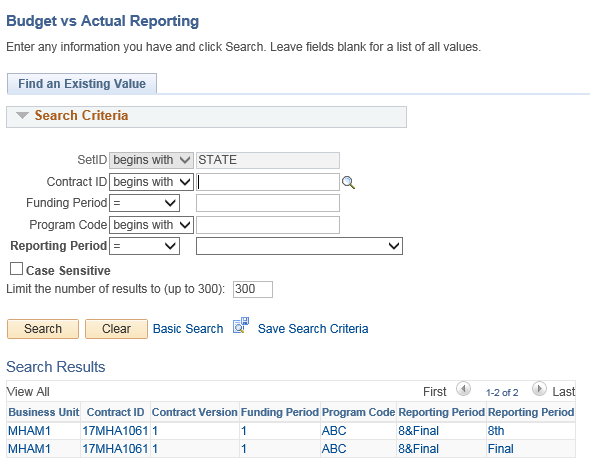 Budget vs Actual Reporting
Enter any information you have and click Search. Leave fields blank for a list of all values.
Find an Existing Value
Search Criteria
SetID begins with STATE
Contract ID begins with
Funding Period =
Program Code begins with
Reporting Period =
Case Sensitive
Limit the number of results to (up to 300): 300
Search Clear Basic Search Save Search Criteria
Search Results
View All First 1-2 of 2 Last
Business Unit Contract ID Contract Version Funding Period Program Code Reporting Period Reporting Period
MHAM1 17MHA1061 1 1 ABC 8&Final 8th
MHAM1 17MHA1061 1 1 ABC 8&Final Final